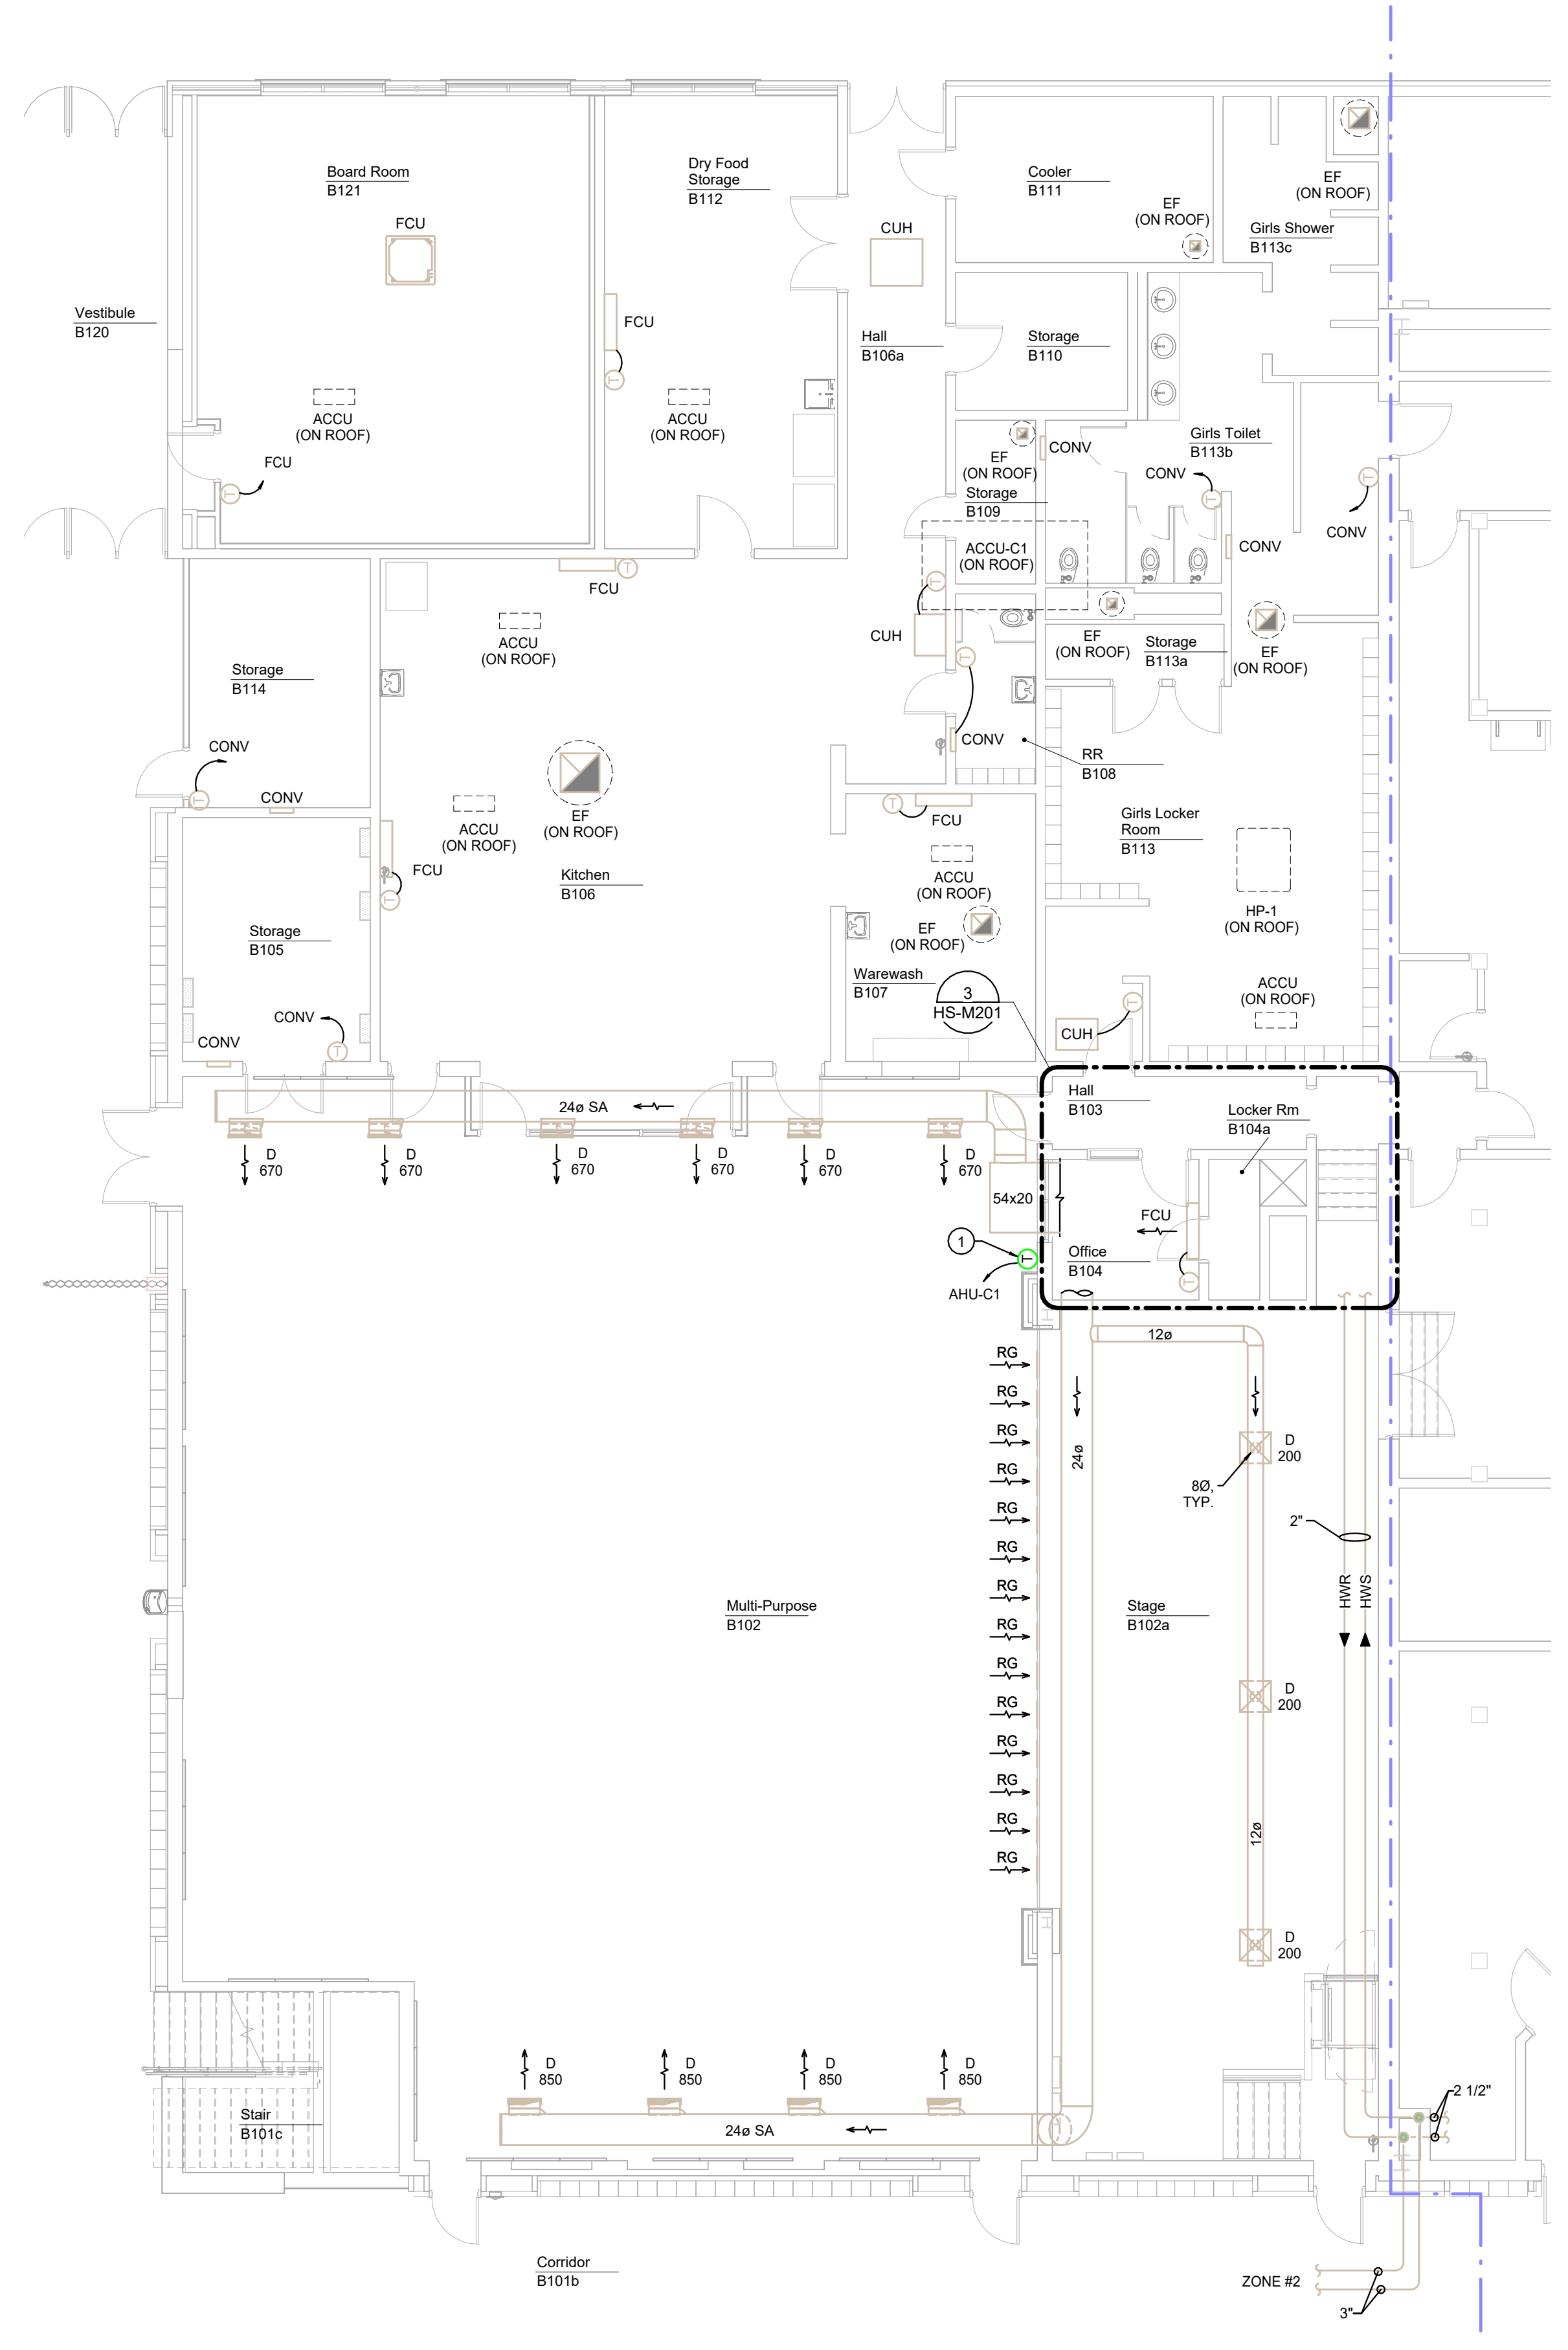 Board Room
B121
Dry Food
Storage
B112
Cooler
B111
EF
(ON ROOF)
EF
(ON ROOF)
Girls Shower
B113c
FCU
CUH
Vestibule
B120
FCU
Hall
B106a
Storage
B110
T
ACCU
(ON ROOF)
ACCU
(ON ROOF)
Girls Toilet
B113b
CONV
EF
(ON ROOF)
FCU
T
CONV
T
T
CONV
Storage
B109
ACCU-C1
(ON ROOF)
CONV
FCU
T
T
ACCU
(ON ROOF)
CUH
EF
(ON ROOF)
Storage
B113a
EF
(ON ROOF)
Storage
B114
T
CONV
CONV
RR
B108
T
CONV
ACCU
(ON ROOF)
EF
(ON ROOF)
T
FCU
Girls Locker
Room
B113
FCU
T
Kitchen
B106
ACCU
(ON ROOF)
HP-1
(ON ROOF)
Storage
B105
EF
(ON ROOF)
Warewash
B107
3
HS-M201
ACCU
(ON ROOF)
T
CUH
CONV
T
CONV
Hall
B103
Locker Rm
B104a
24ø SA
D
670
D
670
D
670
D
670
D
670
D
670
54x20
FCU
1
T
AHU-C1
Office
B104
T
12ø
RG
RG
RG
RG
RG
RG
RG
RG
RG
RG
RG
RG
RG
RG
24ø
D
200
8Ø,
TYP.
2"
HWR
HWS
Multi-Purpose
B102
Stage
B102a
D
200
12ø
D
200
D
850
D
850
D
850
D
850
24ø SA
Stair
B101c
2 1/2"
Corridor
B101b
ZONE #2
3"